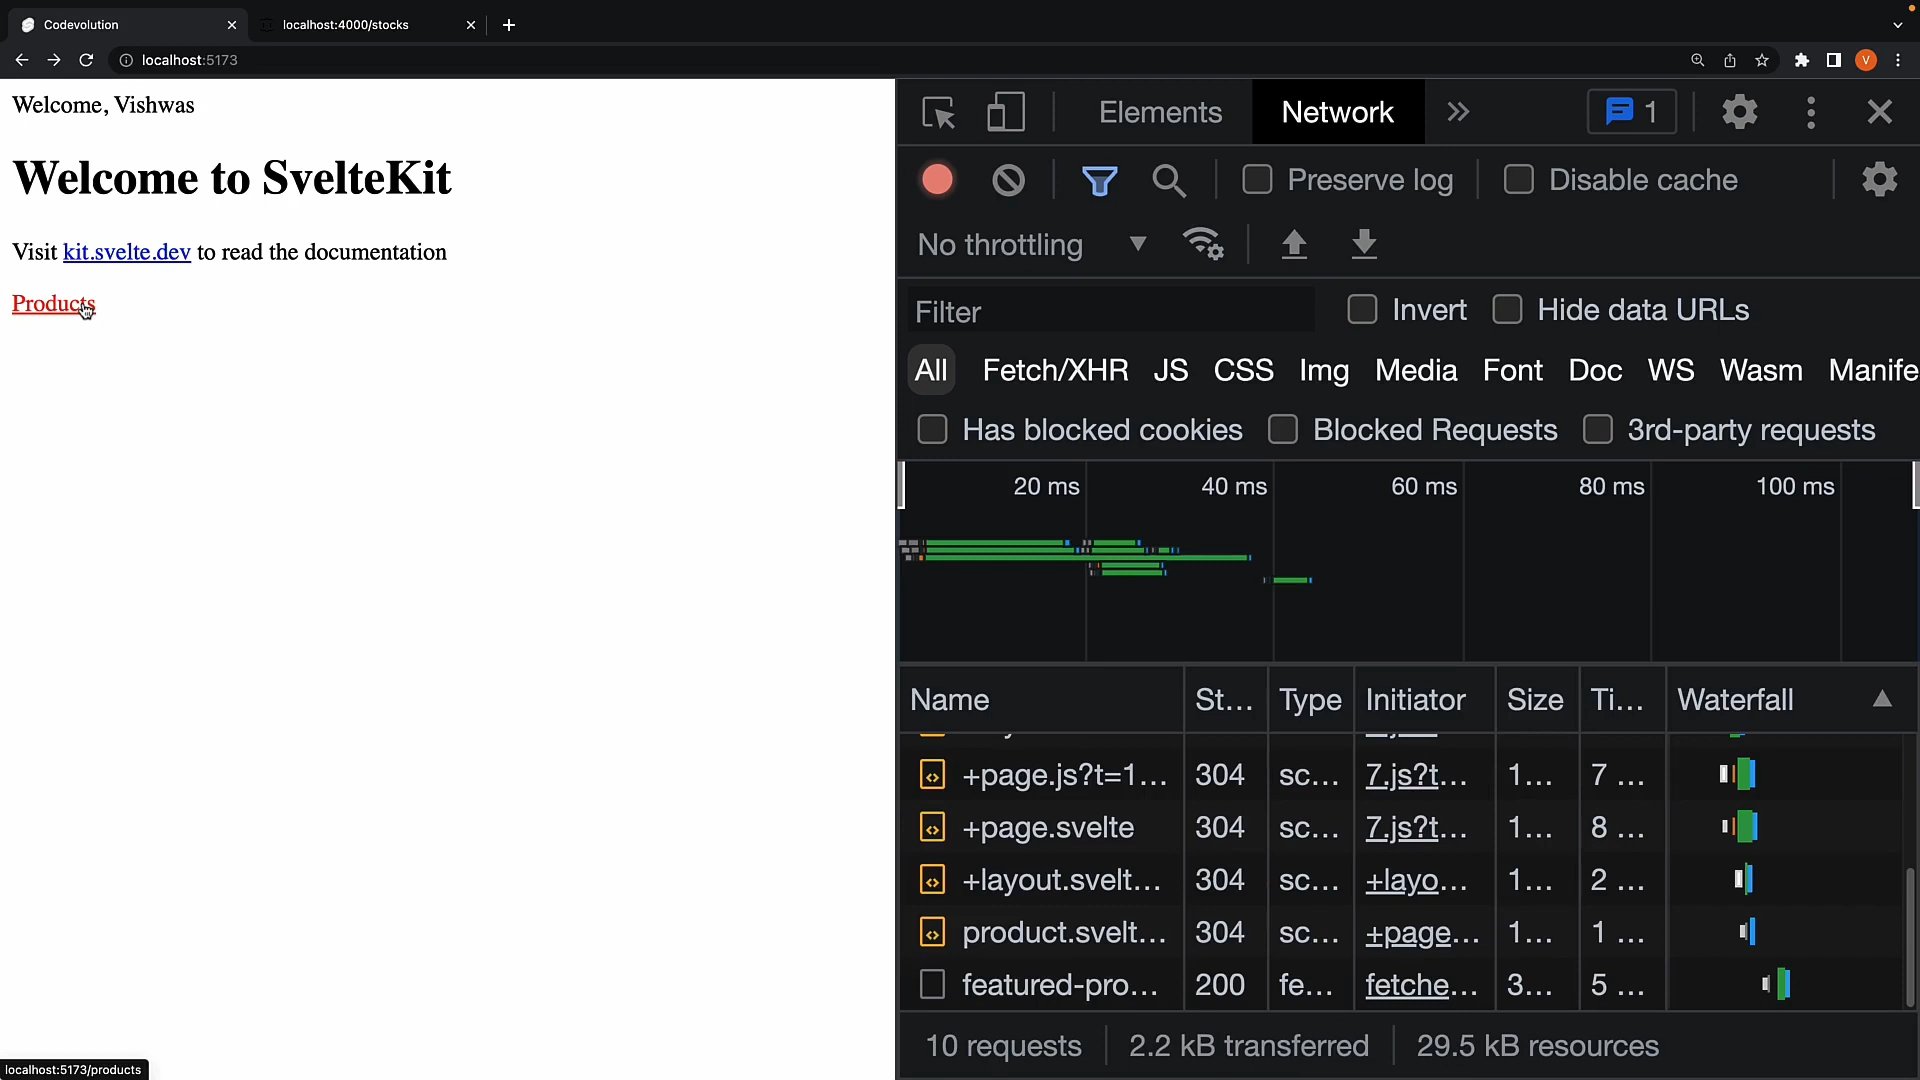 Codevolution
localhost:4000/stocks
localhost:5173
V
Welcome, Vishwas
Welcome to SvelteKit
Visit kit.svelte.dev to read the documentation
Products
localhost:5173/products
Elements
Network
1
Preserve log
Disable cache
No throttling
Filter
Invert
Hide data URLs
All Fetch/XHR JS CSS Img Media Font Doc WS Wasm Manife
Has blocked cookies
Blocked Requests
3rd-party requests
20 ms 40 ms 60 ms 80 ms 100 ms
Name St... Type Initiator Size Ti... Waterfall
+page.js?t=1... 304 sc... 7.js?t... 1... 7 ...
+page.svelte 304 sc... 7.js?t... 1... 8 ...
+layout.svelt... 304 sc... +layo... 1... 2 ...
product.svelt... 304 sc... +page... 1... 1 ...
featured-pro... 200 fe... fetche... 3... 5 ...
10 requests 2.2 kB transferred 29.5 kB resources